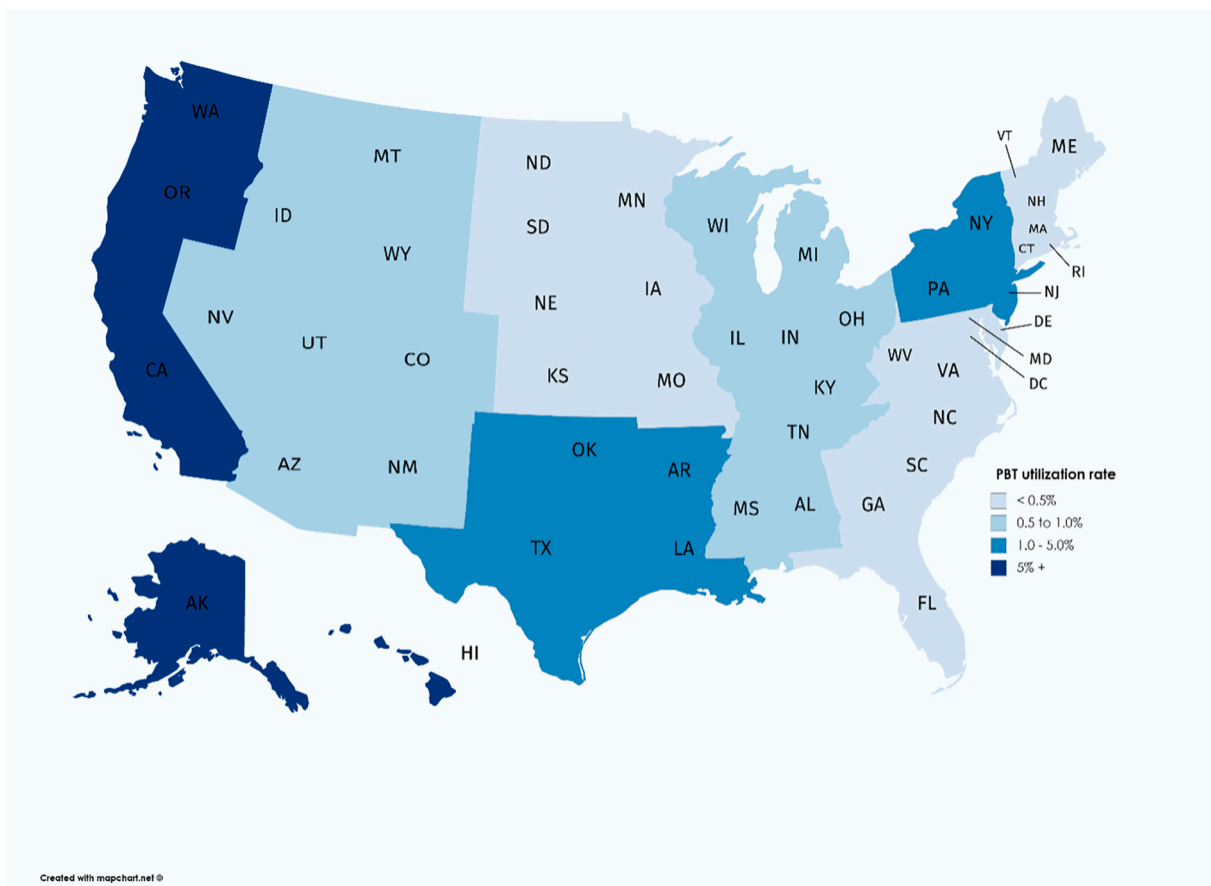 WA
MT
ND
ME
VT
OR
ID
MN
NH
SD
WI
NY
MA
WY
MI
CT
RI
NE
IA
PA
NJ
NV
OH
DE
UT
IL
IN
CO
WV
MD
CA
KS
MO
KY
VA
DC
NC
TN
OK
AZ
NM
AR
SC
PBT utilization rate
MS
AL
GA
< 0.5%
0.5 to 1.0%
TX
LA
1.0 - 5.0%
5% +
AK
FL
HI
Created with mapchart.net ©